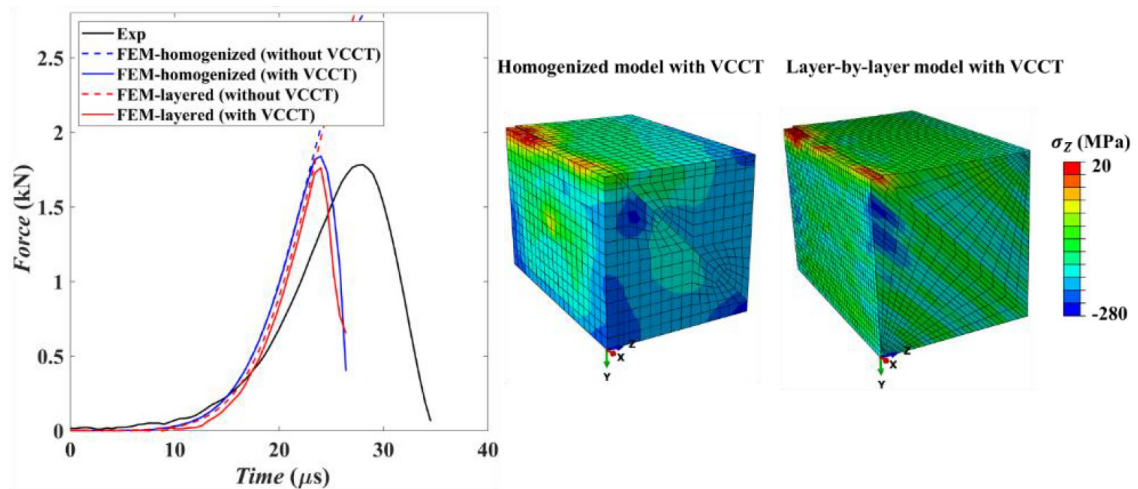 Exp
FEM-homogenized (without VCCT)
FEM-homogenized (with VCCT)
FEM-layered (without VCCT)
FEM-layered (with VCCT)
2.5
2
1.5
1
0.5
0
Force (kN)
0 10 20 30 40
Time (μs)
Homogenized model with VCCT
Layer-by-layer model with VCCT
σZ (MPa)
20
-280
Z
X
Y
Z
X
Y